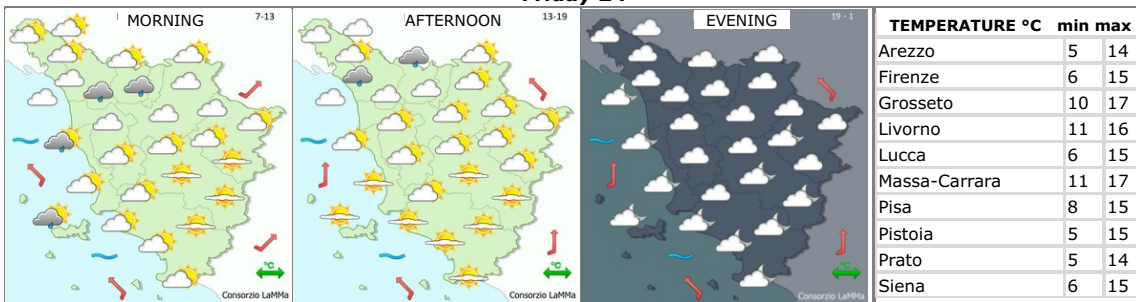 MORNING 7-13 AFTERNOON 13-19 EVENING 19 - 1
°C °C °C
Consorzio LaMMa Consorzio LaMMa Consorzio LaMMa
TEMPERATURE °C min max
Arezzo 5 14
Firenze 6 15
Grosseto 10 17
Livorno 11 16
Lucca 6 15
Massa-Carrara 11 17
Pisa 8 15
Pistoia 5 15
Prato 5 14
Siena 6 15